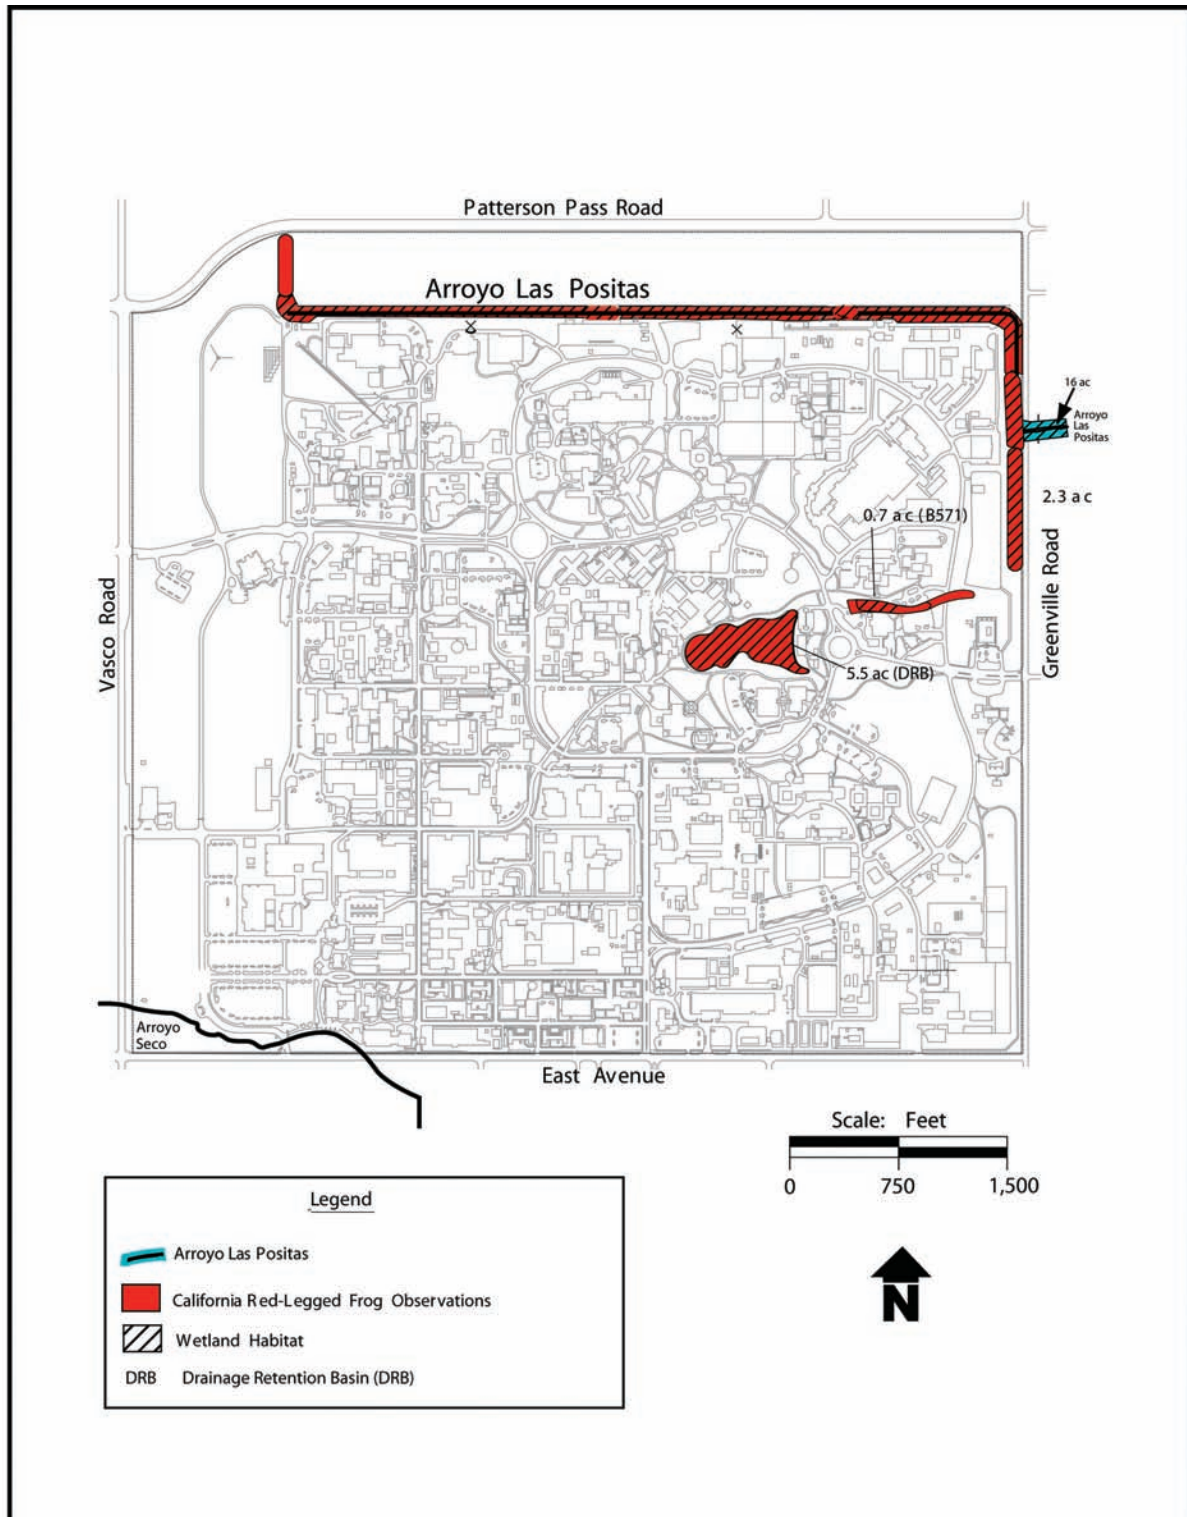 Patterson Pass Road
Arroyo Las Positas
16 ac
Arroyo
Las
Positas
2.3 a c
0.7 a c (B571)
Vasco Road
Greenville Road
5.5 ac (DRB)
Arroyo
Seco
East Avenue
Scale: Feet
0 750 1,500
Legend
Arroyo Las Positas
California Red-Legged Frog Observations
Wetland Habitat
DRB Drainage Retention Basin (DRB)
N